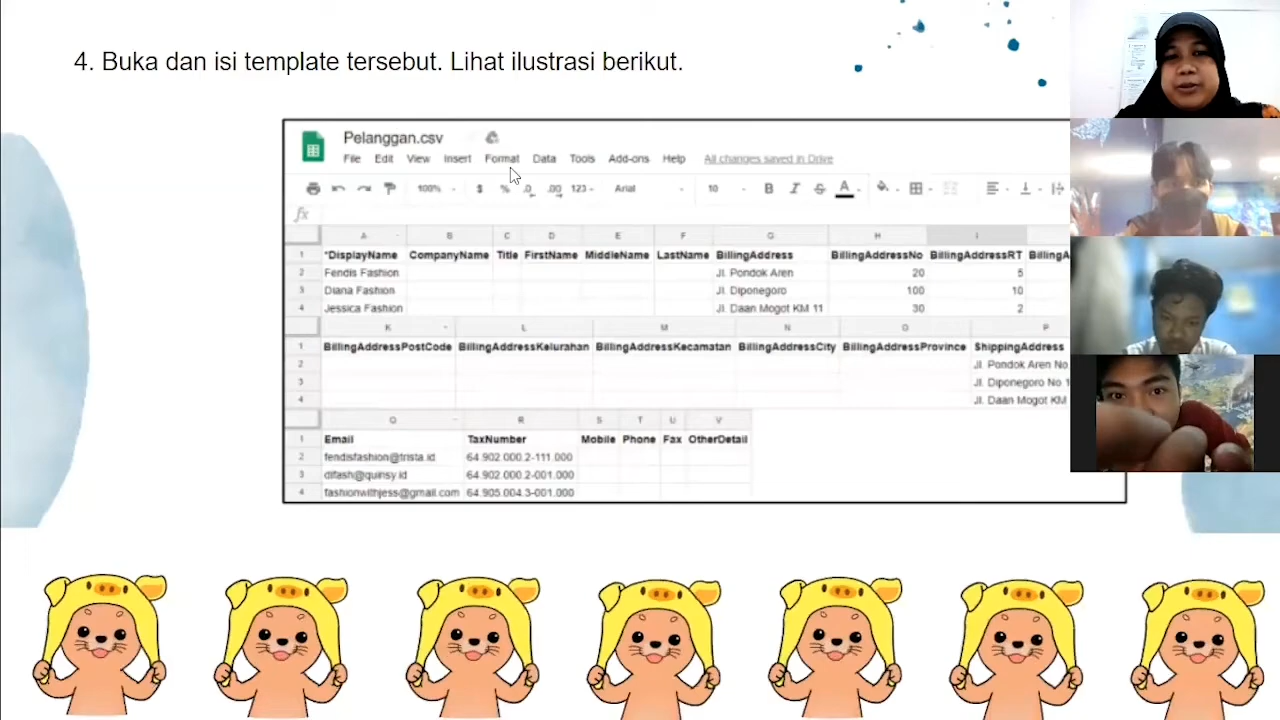 4. Buka dan isi template tersebut. Lihat ilustrasi berikut.
Pelanggan.csv
File Edit View Insert Format Data Tools Add-ons Help All changes saved in Drive
100% $ % .0 .00 123 Arial 10 B I S A
fx
A B C D E F G H I
1 *DisplayName CompanyName Title FirstName MiddleName LastName BillingAddress BillingAddressNo BillingAddressRT BillingA
2 Fendis Fashion Jl. Pondok Aren 20 5
3 Diana Fashion Jl. Diponegoro 100 10
4 Jessica Fashion Jl. Daan Mogot KM 11 30 2
K L M N O P
1 BillingAddressPostCode BillingAddressKelurahan BillingAddressKecamatan BillingAddressCity BillingAddressProvince ShippingAddress
2 Jl. Pondok Aren No
3 Jl. Diponegoro No 1
4 Jl. Daan Mogot KM
Q R S T U V
1 Email TaxNumber Mobile Phone Fax OtherDetail
2 fendisfashion@trista.id 64.902.000.2-111.000
3 difash@quinsy.id 64.902.000.2-001.000
4 fashionwithjess@gmail.com 64.905.004.3-001.000